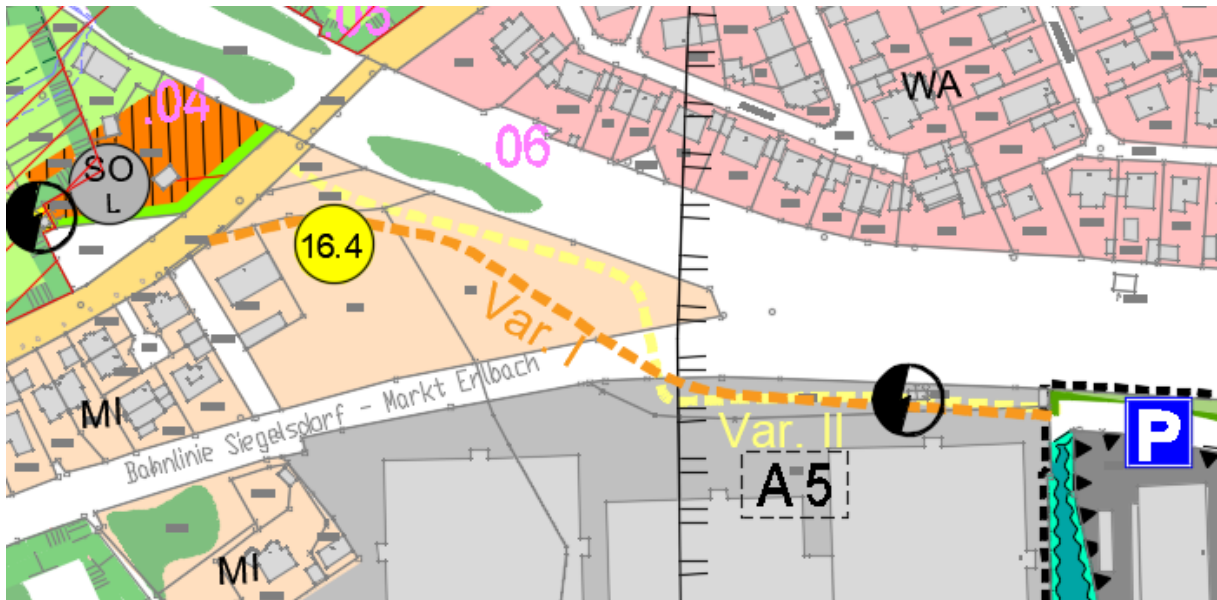 .05
.04
WA
.06
SO
L
16.4
Var. I
Bahnlinie Siegelsdorf - Markt Erlbach
MI
Var. II
P
A 5
MI